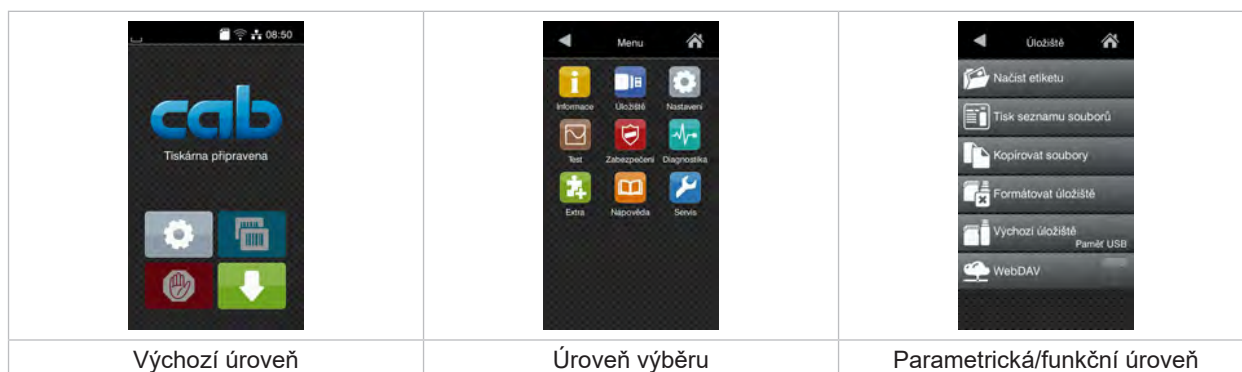 08:50
cab
Tiskárna připravena
Menu
Informace Úložiště Nastavení
Test Zabezpečení Diagnostika
Extra Nápověda Servis
Úložiště
Načíst etiketu
Tisk seznamu souborů
Kopírovat soubory
Formátovat úložiště
Výchozí úložiště
Paměť USB
WebDAV
Výchozí úroveň Úroveň výběru Parametrická/funkční úroveň